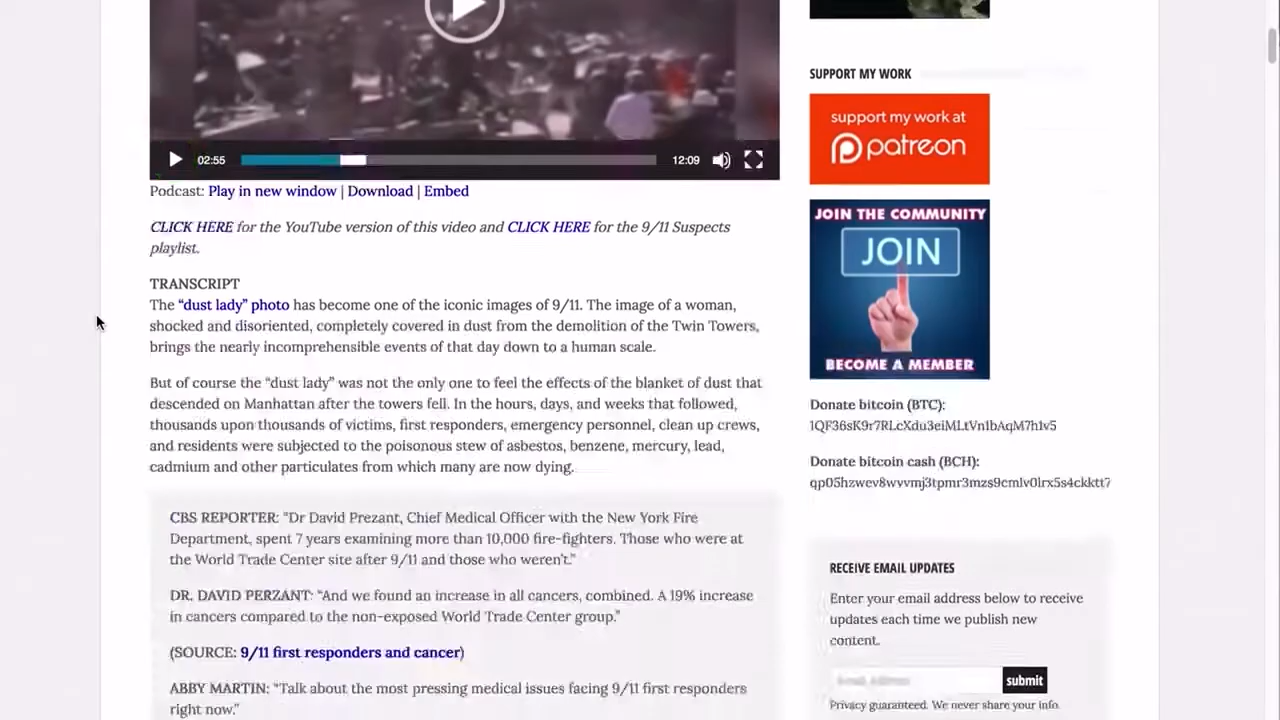 02:55
12:09
Podcast: Play in new window | Download | Embed
CLICK HERE for the YouTube version of this video and CLICK HERE for the 9/11 Suspects
playlist.
TRANSCRIPT
The “dust lady” photo has become one of the iconic images of 9/11. The image of a woman,
shocked and disoriented, completely covered in dust from the demolition of the Twin Towers,
brings the nearly incomprehensible events of that day down to a human scale.
But of course the “dust lady” was not the only one to feel the effects of the blanket of dust that
descended on Manhattan after the towers fell. In the hours, days, and weeks that followed,
thousands upon thousands of victims, first responders, emergency personnel, clean up crews,
and residents were subjected to the poisonous stew of asbestos, benzene, mercury, lead,
cadmium and other particulates from which many are now dying.
CBS REPORTER: “Dr David Prezant, Chief Medical Officer with the New York Fire
Department, spent 7 years examining more than 10,000 fire-fighters. Those who were at
the World Trade Center site after 9/11 and those who weren’t.”
DR. DAVID PERZANT: “And we found an increase in all cancers, combined. A 19% increase
in cancers compared to the non-exposed World Trade Center group.”
(SOURCE: 9/11 first responders and cancer)
ABBY MARTIN: “Talk about the most pressing medical issues facing 9/11 first responders
right now.”
SUPPORT MY WORK
support my work at
patreon
JOIN THE COMMUNITY
JOIN
BECOME A MEMBER
Donate bitcoin (BTC):
1QF36sK9r7RLcXdu3eiMLtVn1bAqM7h1v5
Donate bitcoin cash (BCH):
qp05hzwev8wvvmj3tpmr3mzs9cmlv0lrx5s4ckktt7
RECEIVE EMAIL UPDATES
Enter your email address below to receive
updates each time we publish new
content.
submit
Privacy guaranteed. We never share your info.